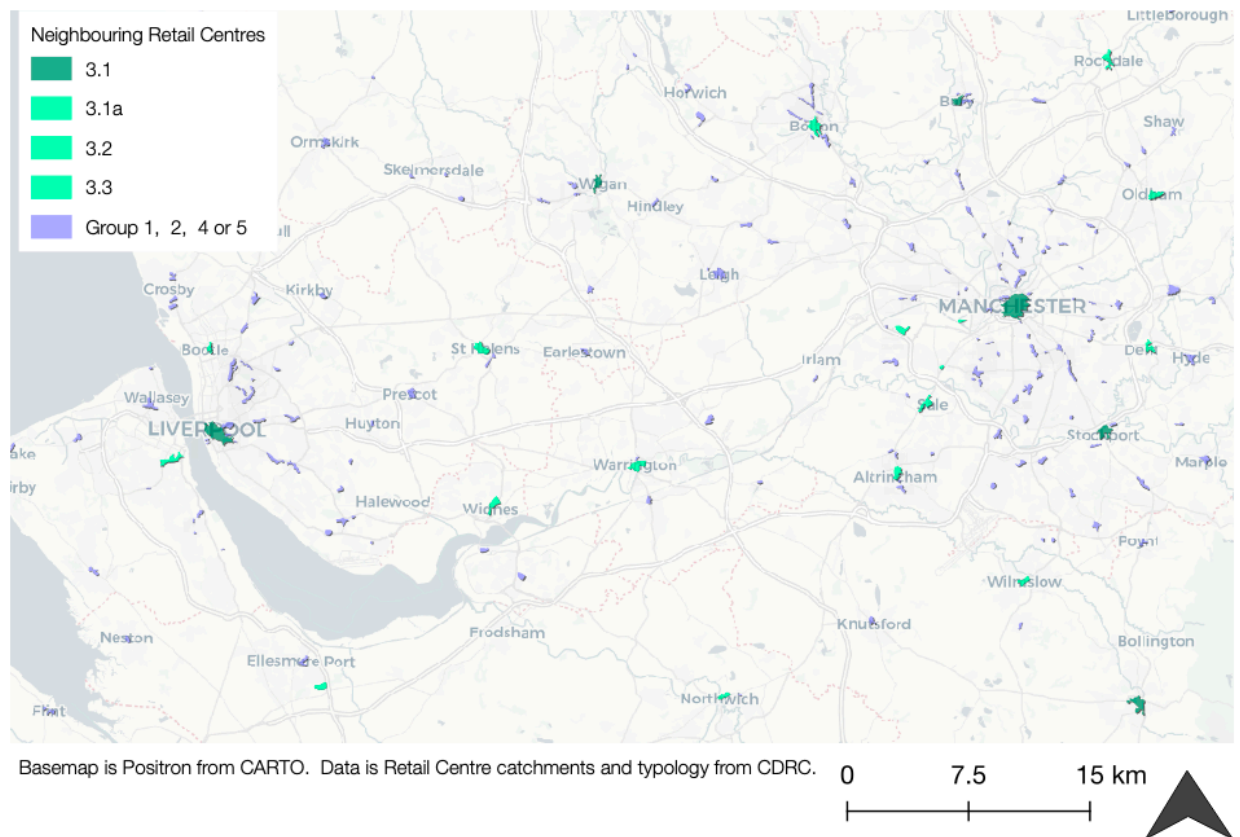 Neighbouring Retail Centres
3.1
3.1a
3.2
3.3
Group 1, 2, 4 or 5
Littleborough
Rochdale
Horwich
Bury
Bolton
Shaw
Ormskirk
Skelmersdale
Wigan
Oldham
Hindley
ull
Leigh
Crosby
Kirkby
MANCHESTER
Bootle
St Helens
Earlestown
Irlam
Hyde
Prescot
Wallasey
Sale
LIVERPOOL
Huyton
Stockport
ake
Warrington
Marple
Altrincham
irby
Halewood
Widnes
Poynt
Wilmslow
Knutsford
Frodsham
Neston
Bollington
Ellesmere Port
Northwich
Flint
Basemap is Positron from CARTO. Data is Retail Centre catchments and typology from CDRC.
0 7.5 15 km